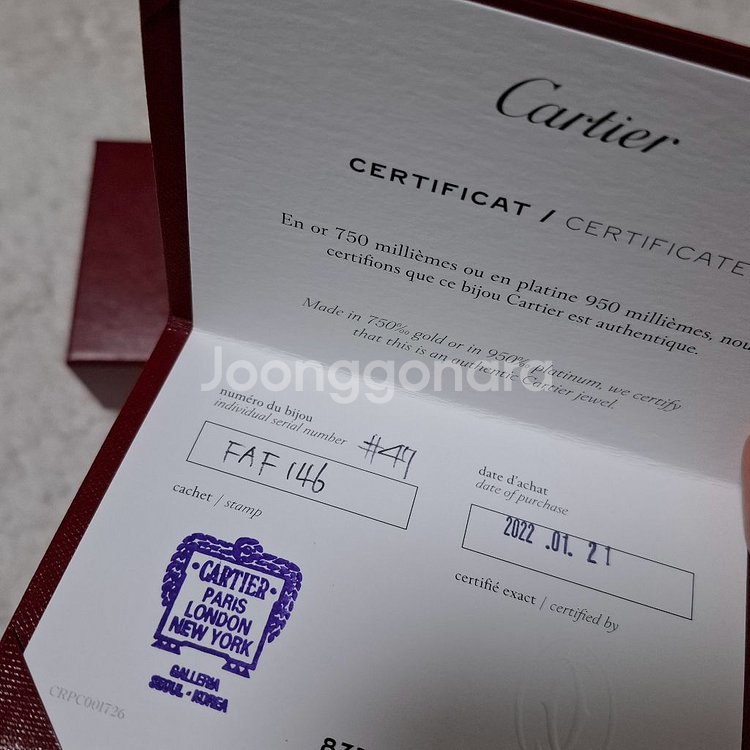 Cartier
CERTIFICAT / CERTIFICATE
En or 750 millièmes ou en platine 950 millièmes, nou
certifions que ce bijou Cartier est authentique.
Made in 750‰ gold or in 950‰ platinum, we certify
that this is an authentic Cartier jewel.
Joonggonara
numéro du bijou
individual serial number #47
FAF146
cachet / stamp
date d'achat
date of purchase
2022 .01. 21
certifié exact / certified by
·CARTIER·
PARIS
LONDON
NEW YORK
GALLERIA
SEOUL · KOREA
CRPC001726